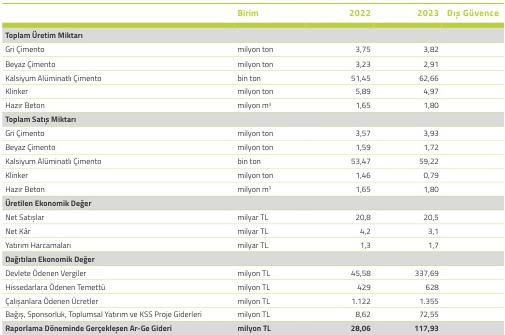 Birim 2022 2023 Dış Güvence
Toplam Üretim Miktarı
Gri Çimento milyon ton 3,75 3,82
Beyaz Çimento milyon ton 3,23 2,91
Kalsiyum Alüminatlı Çimento bin ton 51,45 62,66
Klinker milyon ton 5,89 4,97
Hazır Beton milyon m³ 1,65 1,80
Toplam Satış Miktarı
Gri Çimento milyon ton 3,57 3,93
Beyaz Çimento milyon ton 1,59 1,72
Kalsiyum Alüminatlı Çimento bin ton 53,47 59,22
Klinker milyon ton 1,46 0,79
Hazır Beton milyon m³ 1,65 1,80
Üretilen Ekonomik Değer
Net Satışlar milyar TL 20,8 20,5
Net Kâr milyar TL 4,2 3,1
Yatırım Harcamaları milyar TL 1,3 1,7
Dağıtılan Ekonomik Değer
Devlete Ödenen Vergiler milyon TL 45,58 337,69
Hissedarlara Ödenen Temettü milyon TL 429 628
Çalışanlara Ödenen Ücretler milyon TL 1.122 1.355
Bağış, Sponsorluk, Toplumsal Yatırım ve KSS Proje Giderleri milyon TL 8,62 72,55
Raporlama Döneminde Gerçekleşen Ar-Ge Gideri milyon TL 28,06 117,93